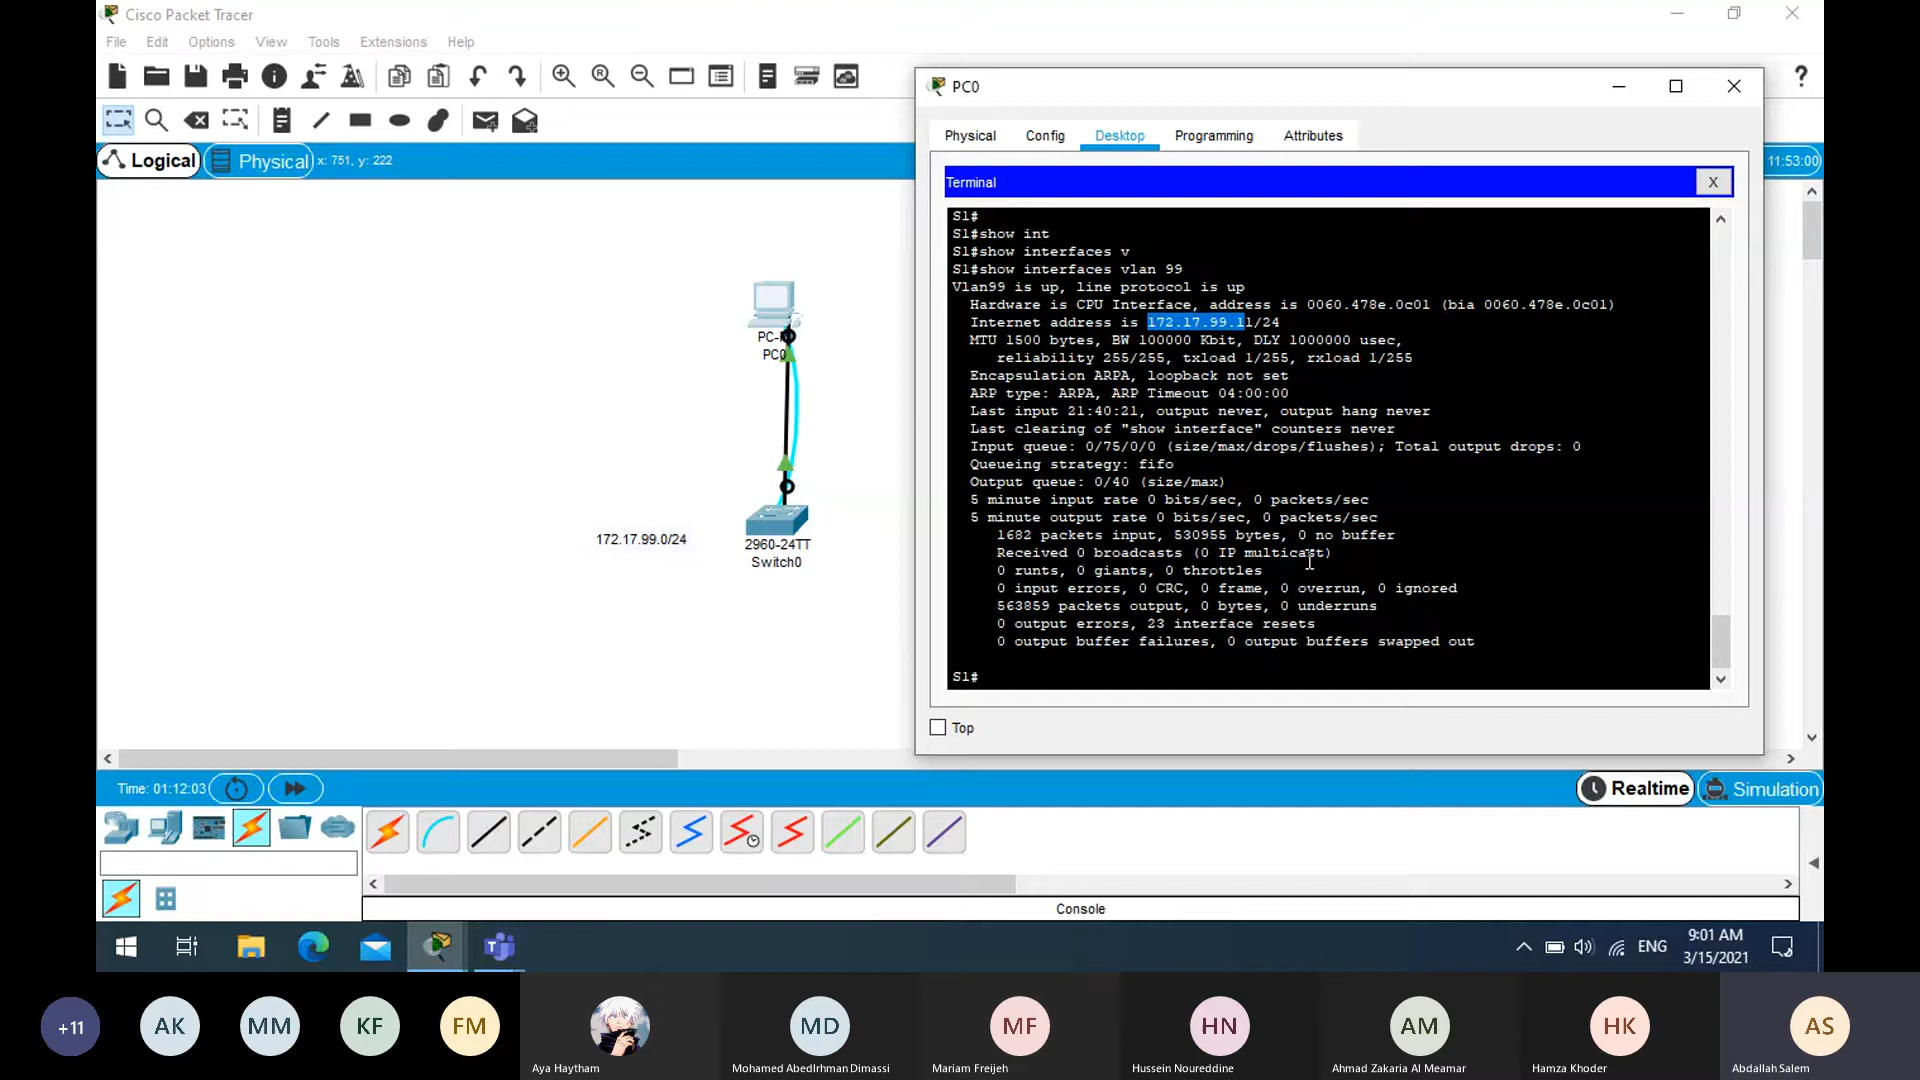 Cisco Packet Tracer
File Edit Options View Tools Extensions Help
Logical Physical x: 751, y: 222
11:53:00
PC-
PC0
172.17.99.0/24
2960-24TT
Switch0
PC0
Physical Config Desktop Programming Attributes
Terminal X
S1#
S1#show int
S1#show interfaces v
S1#show interfaces vlan 99
Vlan99 is up, line protocol is up
Hardware is CPU Interface, address is 0060.478e.0c01 (bia 0060.478e.0c01)
Internet address is 172.17.99.11/24
MTU 1500 bytes, BW 100000 Kbit, DLY 1000000 usec,
reliability 255/255, txload 1/255, rxload 1/255
Encapsulation ARPA, loopback not set
ARP type: ARPA, ARP Timeout 04:00:00
Last input 21:40:21, output never, output hang never
Last clearing of "show interface" counters never
Input queue: 0/75/0/0 (size/max/drops/flushes); Total output drops: 0
Queueing strategy: fifo
Output queue: 0/40 (size/max)
5 minute input rate 0 bits/sec, 0 packets/sec
5 minute output rate 0 bits/sec, 0 packets/sec
1682 packets input, 530955 bytes, 0 no buffer
Received 0 broadcasts (0 IP multicast)
0 runts, 0 giants, 0 throttles
0 input errors, 0 CRC, 0 frame, 0 overrun, 0 ignored
563859 packets output, 0 bytes, 0 underruns
0 output errors, 23 interface resets
0 output buffer failures, 0 output buffers swapped out
S1#
Top
Time: 01:12:03
Realtime Simulation
Console
ENG
9:01 AM
3/15/2021
+11 AK MM KF FM MD MF HN AM HK AS
Aya Haytham Mohamed AbedlRhman Dimassi Mariam Freijeh Hussein Noureddine Ahmad Zakaria Al Meamar Hamza Khoder Abdallah Salem